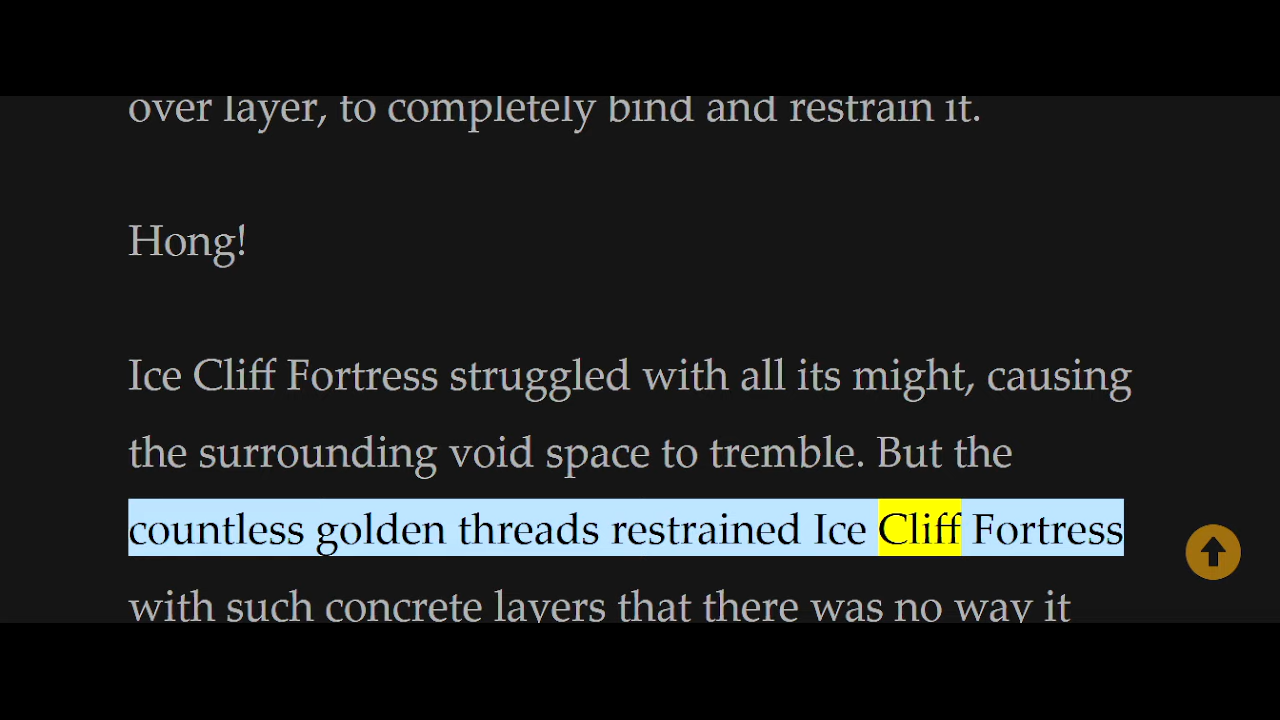 over layer, to completely bind and restrain it.
Hong!
Ice Cliff Fortress struggled with all its might, causing
the surrounding void space to tremble. But the
countless golden threads restrained Ice Cliff Fortress
with such concrete layers that there was no way it